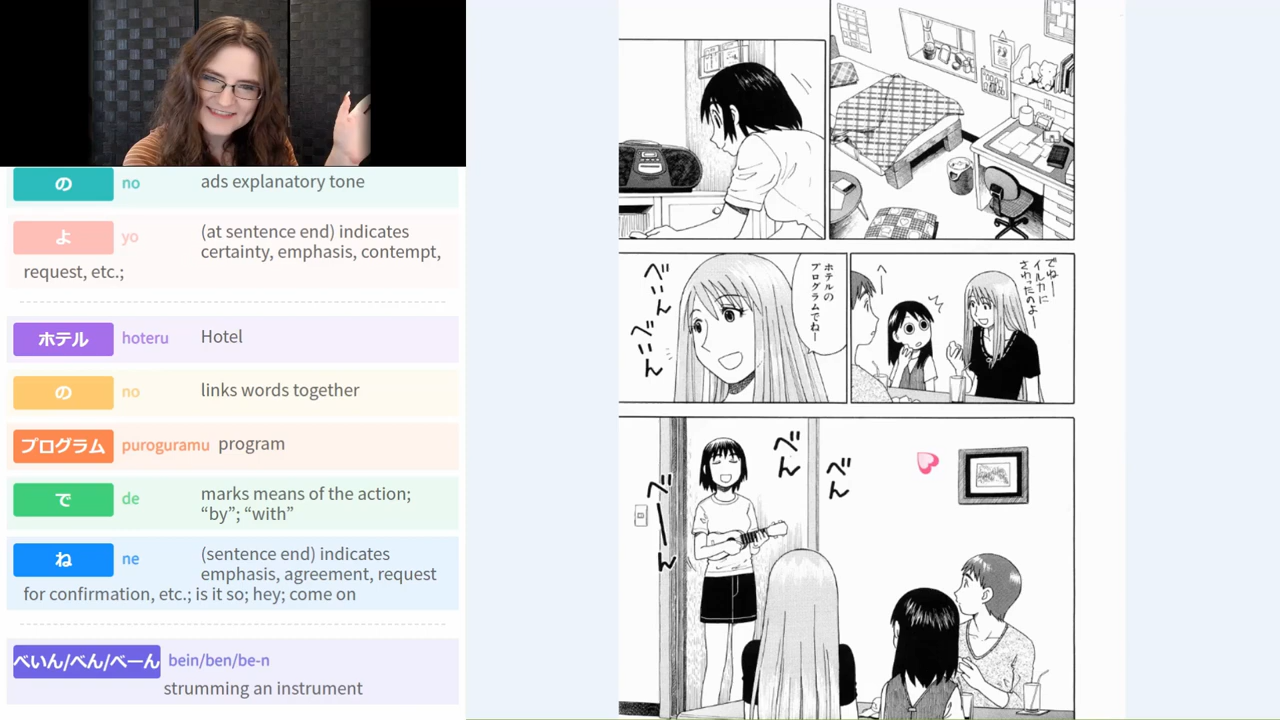 の no ads explanatory tone
よ yo (at sentence end) indicates
certainty, emphasis, contempt,
request, etc.;
ホテル hoteru Hotel
の no links words together
プログラム puroguramu program
で de marks means of the action;
“by”; “with”
ね ne (sentence end) indicates
emphasis, agreement, request
for confirmation, etc.; is it so; hey; come on
べいん/べん/べーん bein/ben/be-n
strumming an instrument
でねー
イルカに
さわったのよー
へー
ホテルの
プログラムでねー
べいん
べいん
べん
べん
べーん